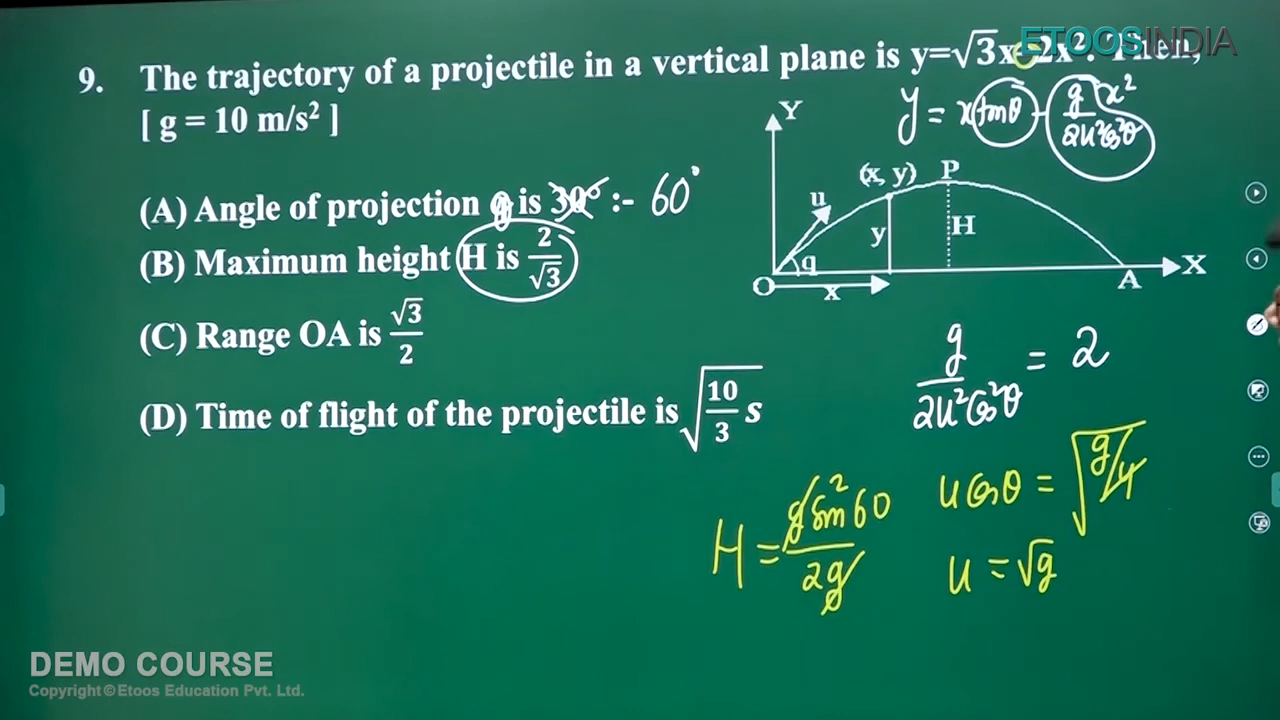 ETOOSINDIA
9. The trajectory of a projectile in a vertical plane is y=√3x-2x². Then,
[ g = 10 m/s² ]
y = x tanθ - g x² / 2u²cos²θ
Y
(x, y) P
u
(A) Angle of projection q is 30° :- 60°
y H
(B) Maximum height H is 2/√3
q
X
O x A
(C) Range OA is √3/2
g / 2u²cos²θ = 2
(D) Time of flight of the projectile is √10/3 s
u cosθ = √g/4
H = g sin²60 / 2g
u = √g
DEMO COURSE
Copyright © Etoos Education Pvt. Ltd.